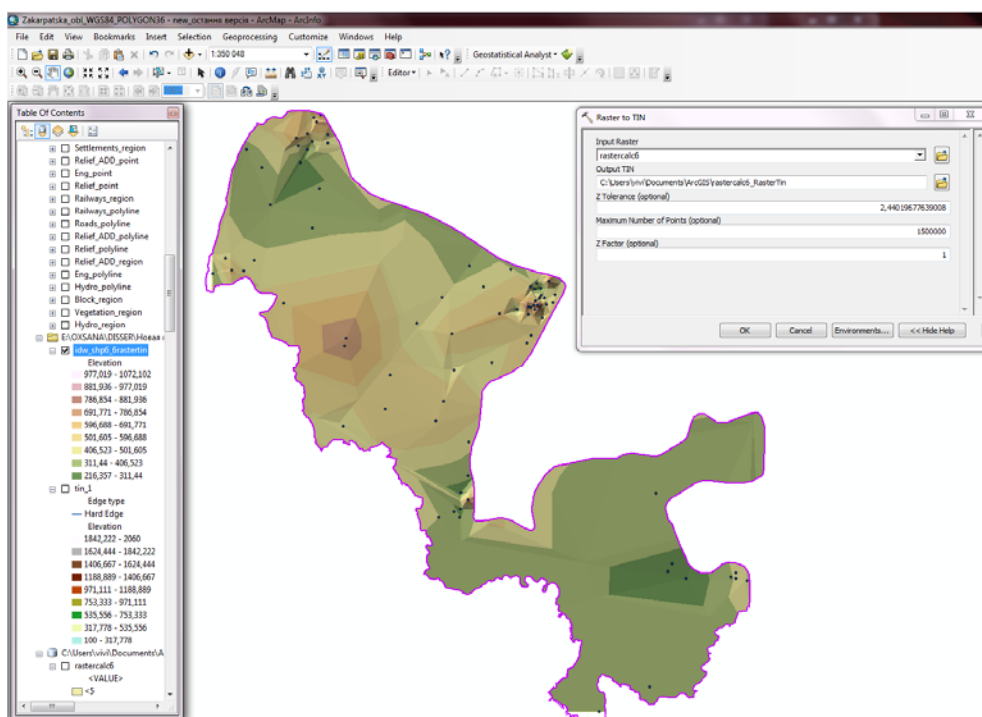 Zakarpatska_obl_WGS84_POLYGON36 - new_остання версія - ArcMap - ArcInfo
File Edit View Bookmarks Insert Selection Geoprocessing Customize Windows Help
1:350 048
Geostatistical Analyst
Editor
Table Of Contents
Settlements_region
Relief_ADD_point
Eng_point
Relief_point
Railways_region
Railways_polyline
Roads_polyline
Relief_ADD_polyline
Relief_polyline
Relief_ADD_region
Eng_polyline
Hydro_polyline
Block_region
Vegetation_region
Hydro_region
E:\OXSANA\DISSER\Новая
idw_shp6_6rastertin
Elevation
977,019 - 1072,102
881,936 - 977,019
786,854 - 881,936
691,771 - 786,854
596,688 - 691,771
501,605 - 596,688
406,523 - 501,605
311,44 - 406,523
216,357 - 311,44
tin_1
Edge type
Hard Edge
Elevation
1842,222 - 2060
1624,444 - 1842,222
1406,667 - 1624,444
1188,889 - 1406,667
971,111 - 1188,889
753,333 - 971,111
535,556 - 753,333
317,778 - 535,556
100 - 317,778
C:\Users\vivi\Documents\A
rastercalc6
<VALUE>
<5
Raster to TIN
Input Raster
rastercalc6
Output TIN
C:\Users\vivi\Documents\ArcGIS\rastercalc6_RasterTin
Z Tolerance (optional)
2,44019677639008
Maximum Number of Points (optional)
1500000
Z Factor (optional)
1
OK Cancel Environments... << Hide Help